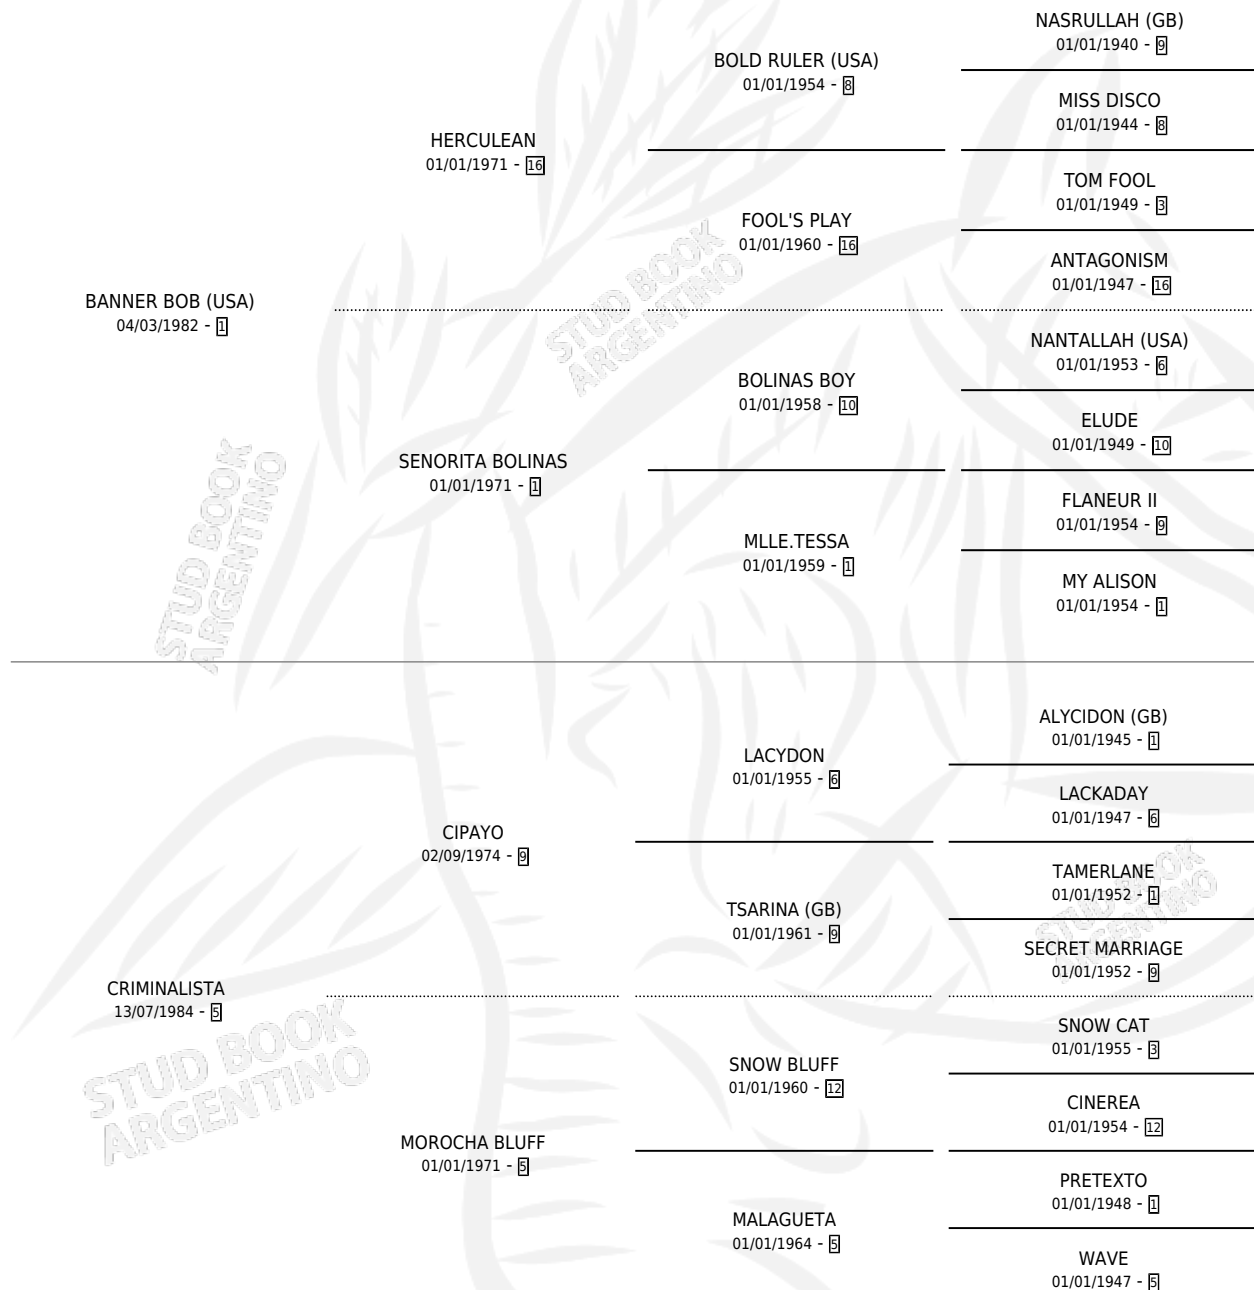 NASRULLAH (GB)
01/01/1940 - 9
BOLD RULER (USA)
01/01/1954 - 8
MISS DISCO
01/01/1944 - 8
HERCULEAN
01/01/1971 - 16
TOM FOOL
01/01/1949 - 3
FOOL'S PLAY
01/01/1960 - 16
ANTAGONISM
01/01/1947 - 16
BANNER BOB (USA)
04/03/1982 - 1
NANTALLAH (USA)
01/01/1953 - 6
BOLINAS BOY
01/01/1958 - 10
ELUDE
01/01/1949 - 10
SENORITA BOLINAS
01/01/1971 - 1
FLANEUR II
01/01/1954 - 9
MLLE.TESSA
01/01/1959 - 1
MY ALISON
01/01/1954 - 1
ALYCIDON (GB)
01/01/1945 - 1
LACYDON
01/01/1955 - 6
LACKADAY
01/01/1947 - 6
CIPAYO
02/09/1974 - 9
TAMERLANE
01/01/1952 - 1
TSARINA (GB)
01/01/1961 - 9
SECRET MARRIAGE
01/01/1952 - 9
CRIMINALISTA
13/07/1984 - 5
SNOW CAT
01/01/1955 - 3
SNOW BLUFF
01/01/1960 - 12
CINEREA
01/01/1954 - 12
MOROCHA BLUFF
01/01/1971 - 5
PRETEXTO
01/01/1948 - 1
MALAGUETA
01/01/1964 - 5
WAVE
01/01/1947 - 5
STUD BOOK
ARGENTINO
STUD BOOK
ARGENTINO
STUD BOOK
ARGENTINO
STUD BOOK
ARGENTINO